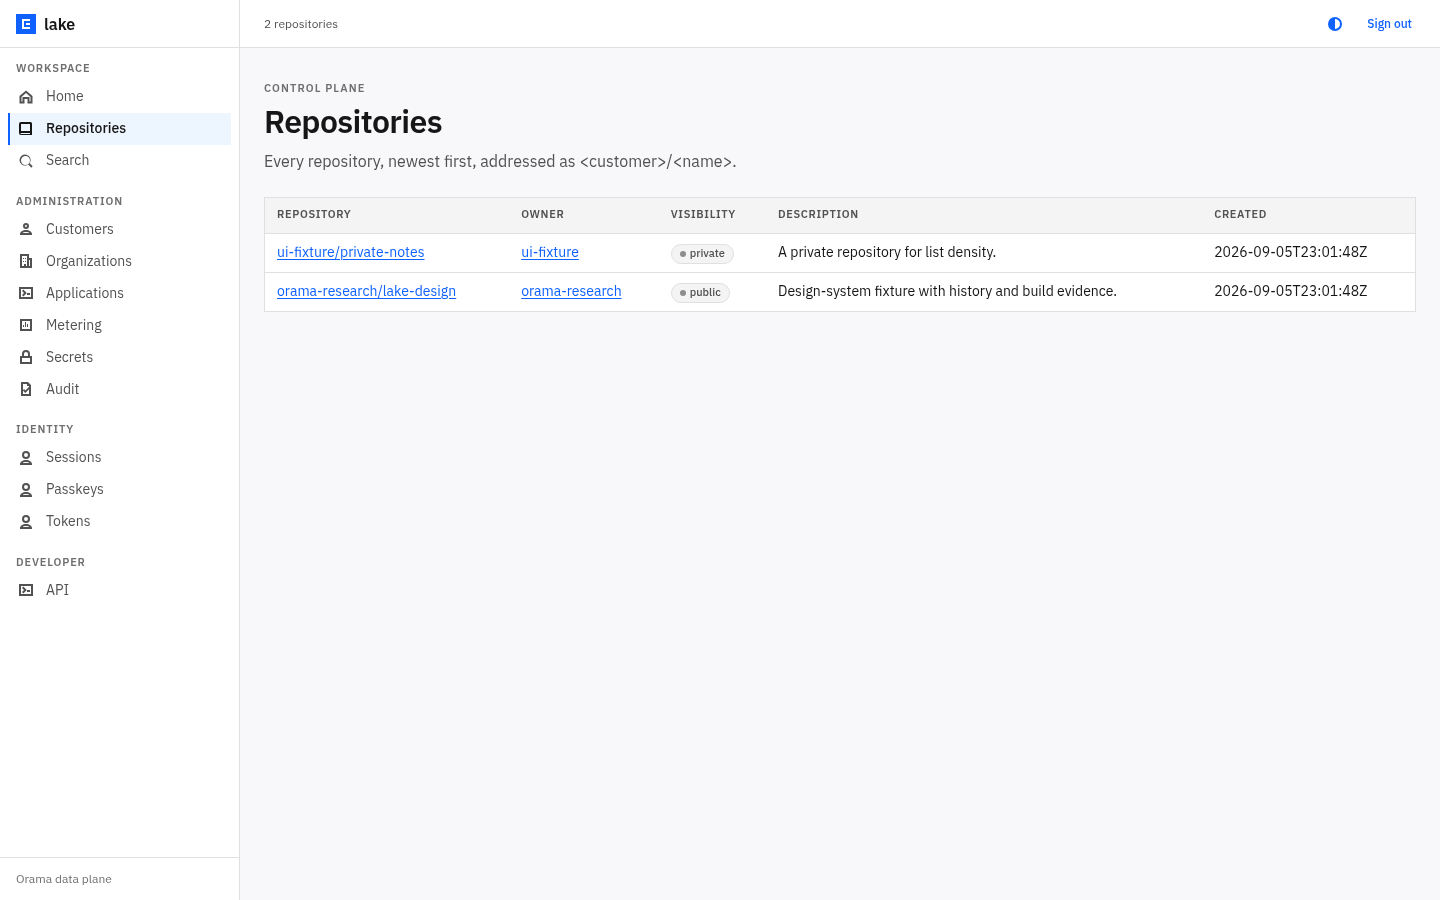 lake
2 repositories
Sign out
WORKSPACE
Home
Repositories
Search
ADMINISTRATION
Customers
Organizations
Applications
Metering
Secrets
Audit
IDENTITY
Sessions
Passkeys
Tokens
DEVELOPER
API
Orama data plane
CONTROL PLANE
Repositories
Every repository, newest first, addressed as <customer>/<name>.
REPOSITORY OWNER VISIBILITY DESCRIPTION CREATED
ui-fixture/private-notes ui-fixture private A private repository for list density. 2026-09-05T23:01:48Z
orama-research/lake-design orama-research public Design-system fixture with history and build evidence. 2026-09-05T23:01:48Z